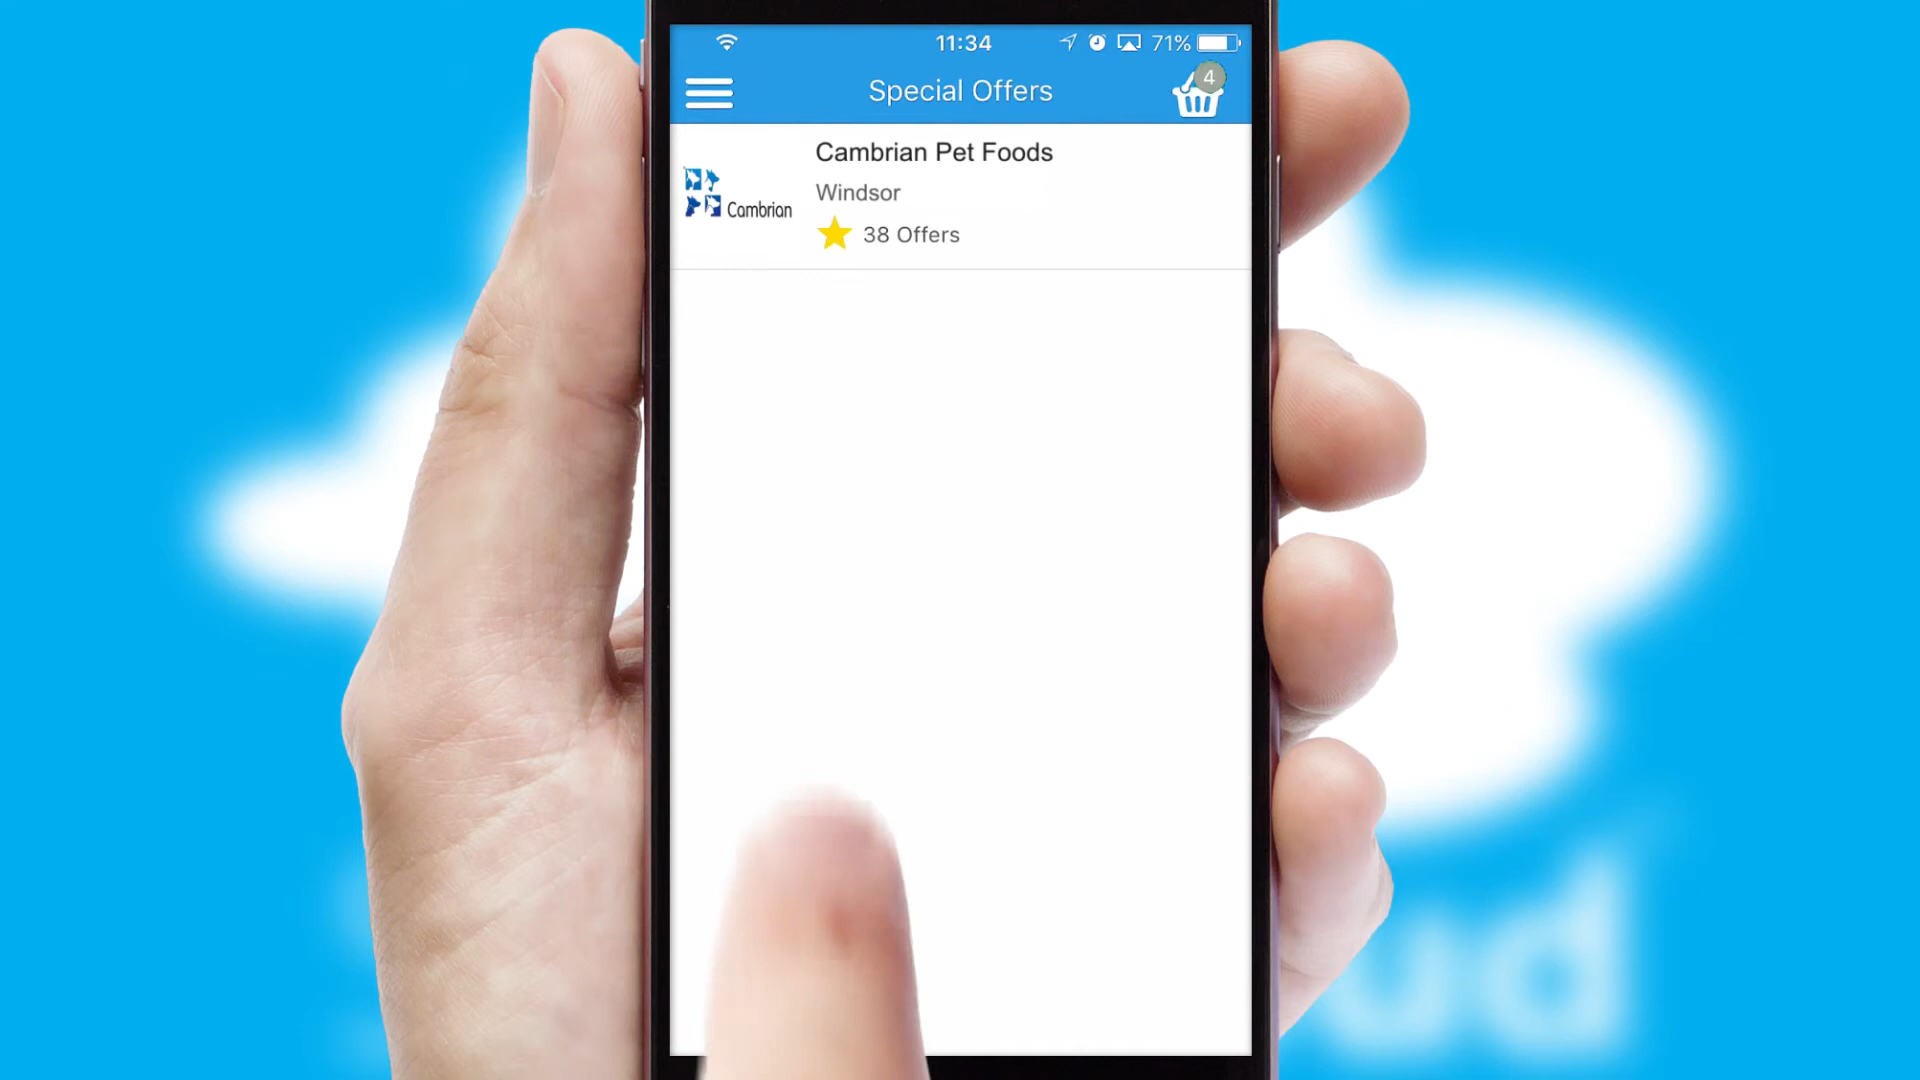 11:34
71%
Special Offers
4
Cambrian Pet Foods
Windsor
Cambrian
38 Offers